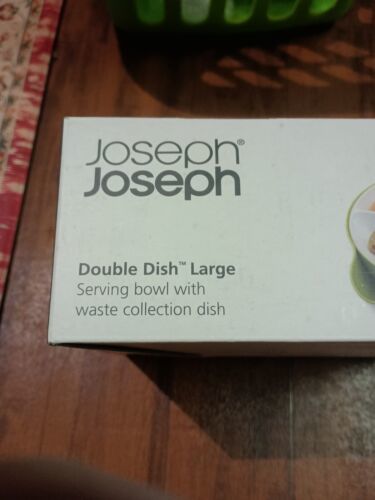 Joseph®
Joseph
Double Dish™ Large
Serving bowl with
waste collection dish